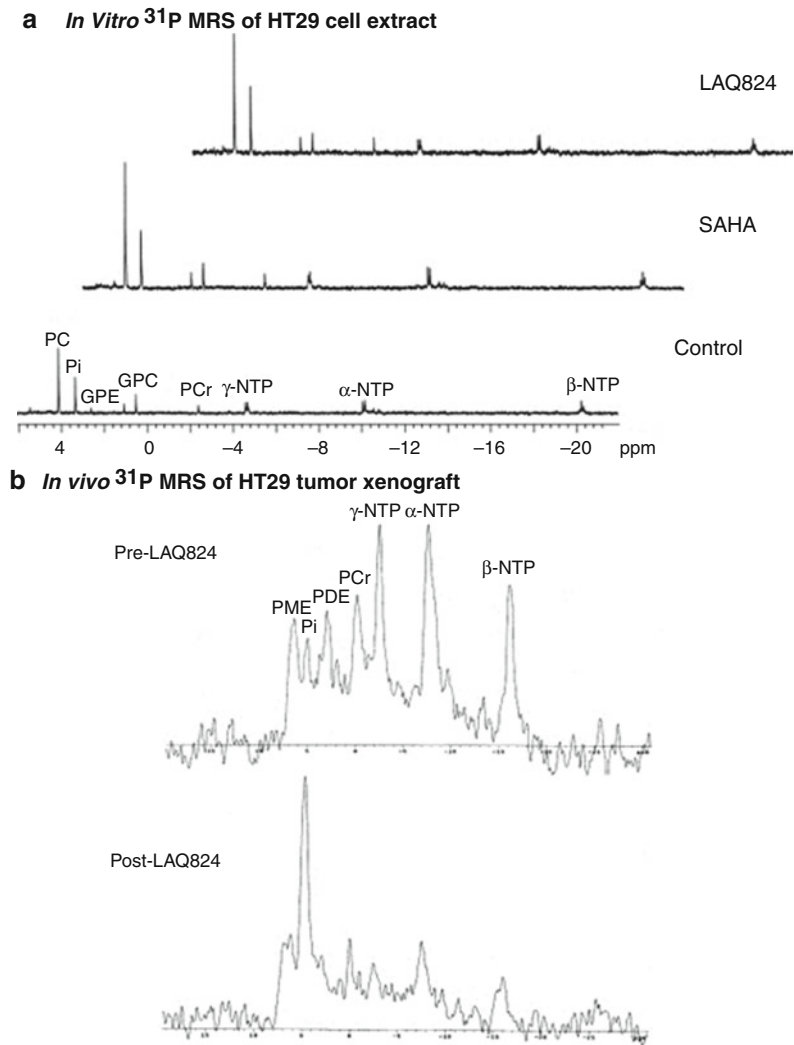 a In Vitro ³¹P MRS of HT29 cell extract
LAQ824
SAHA
Control
PC
Pi
GPE
GPC
PCr
γ-NTP
α-NTP
β-NTP
4 0 −4 −8 −12 −16 −20 ppm
b In vivo ³¹P MRS of HT29 tumor xenograft
Pre-LAQ824
PME
Pi
PDE
PCr
γ-NTP
α-NTP
β-NTP
Post-LAQ824